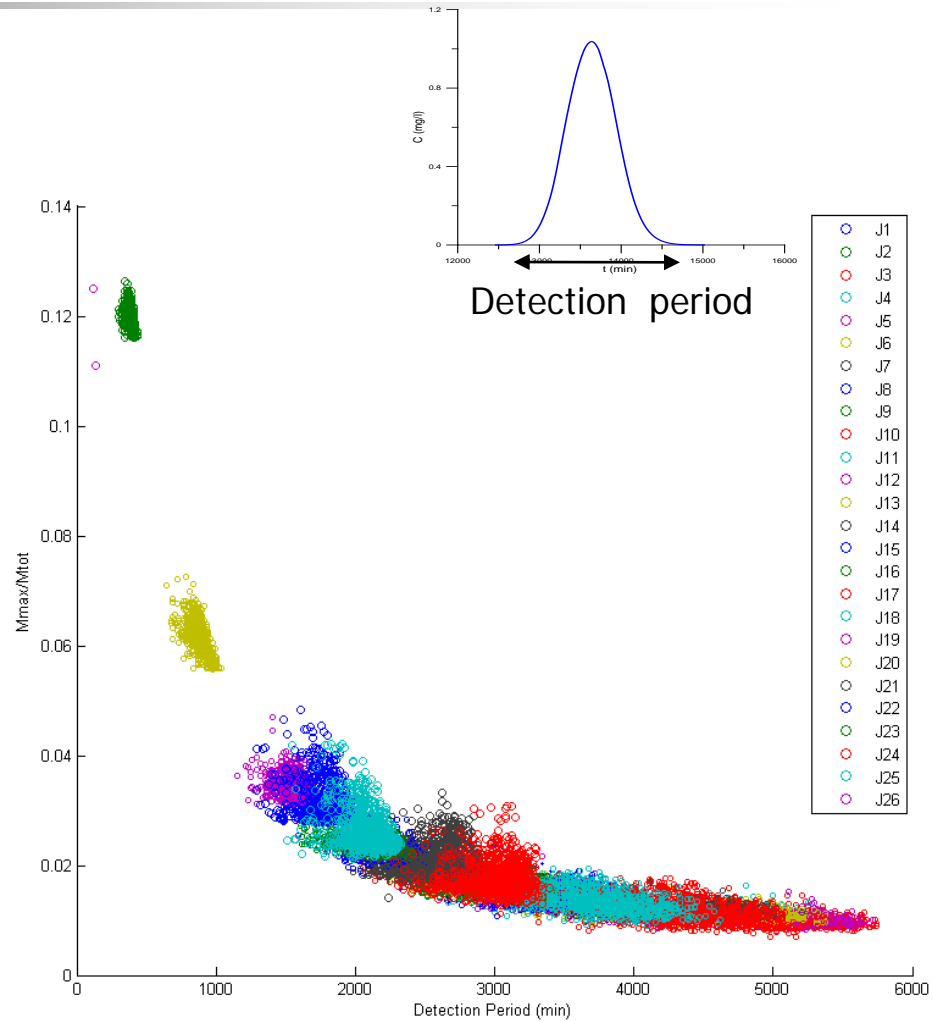 1.2
0.8
C (mg/l)
0.4
0
12000 13000 14000 15000 16000
t (min)
Detection period
0.14
0.12
0.1
0.08
Mmax/Mtot
0.06
0.04
0.02
0
0 1000 2000 3000 4000 5000 6000
Detection Period (min)
J1
J2
J3
J4
J5
J6
J7
J8
J9
J10
J11
J12
J13
J14
J15
J16
J17
J18
J19
J20
J21
J22
J23
J24
J25
J26